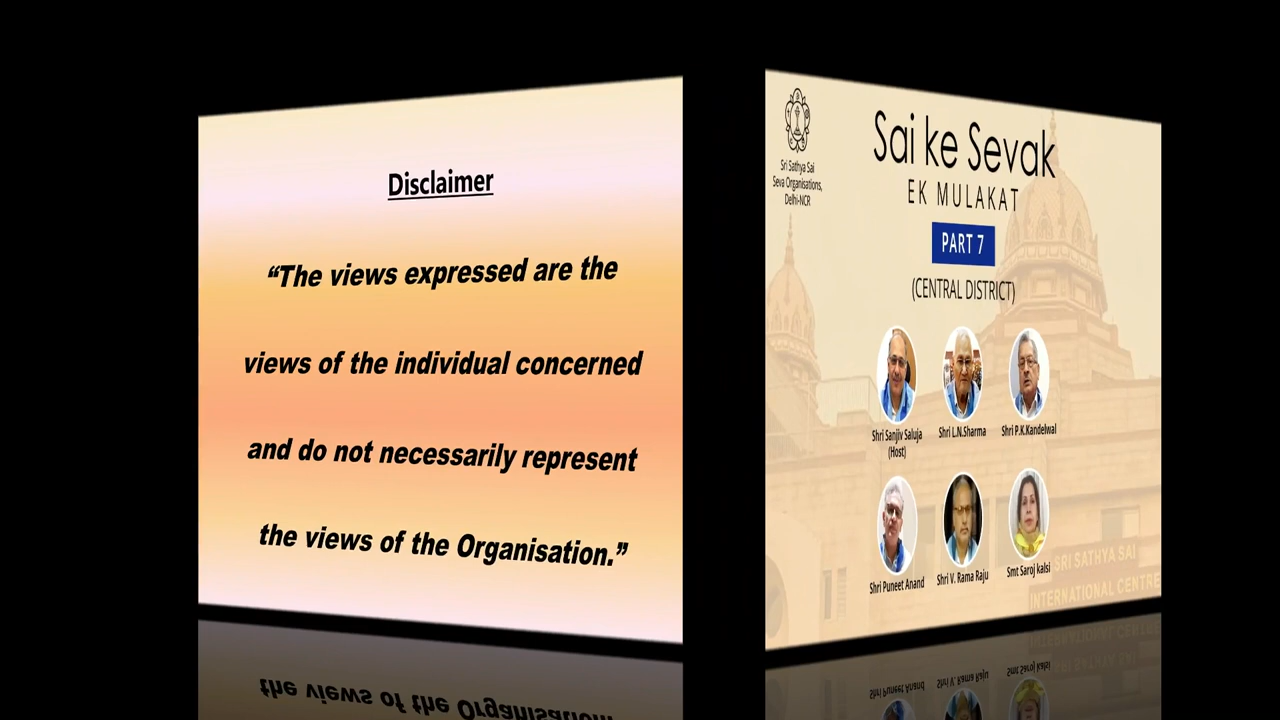 Disclaimer
“The views expressed are the
views of the individual concerned
and do not necessarily represent
the views of the Organisation.”
Sri Sathya Sai
Seva Organisations,
Delhi-NCR
Sai ke Sevak
EK MULAKAT
PART 7
(CENTRAL DISTRICT)
Shri Sanjiv Saluja
(Host)
Shri L.N.Sharma
Shri P.K.Kandelwal
Shri Puneet Anand
Shri V. Rama Raju
Smt Saroj kalsi
SRI SATHYA SAI
INTERNATIONAL CENTRE